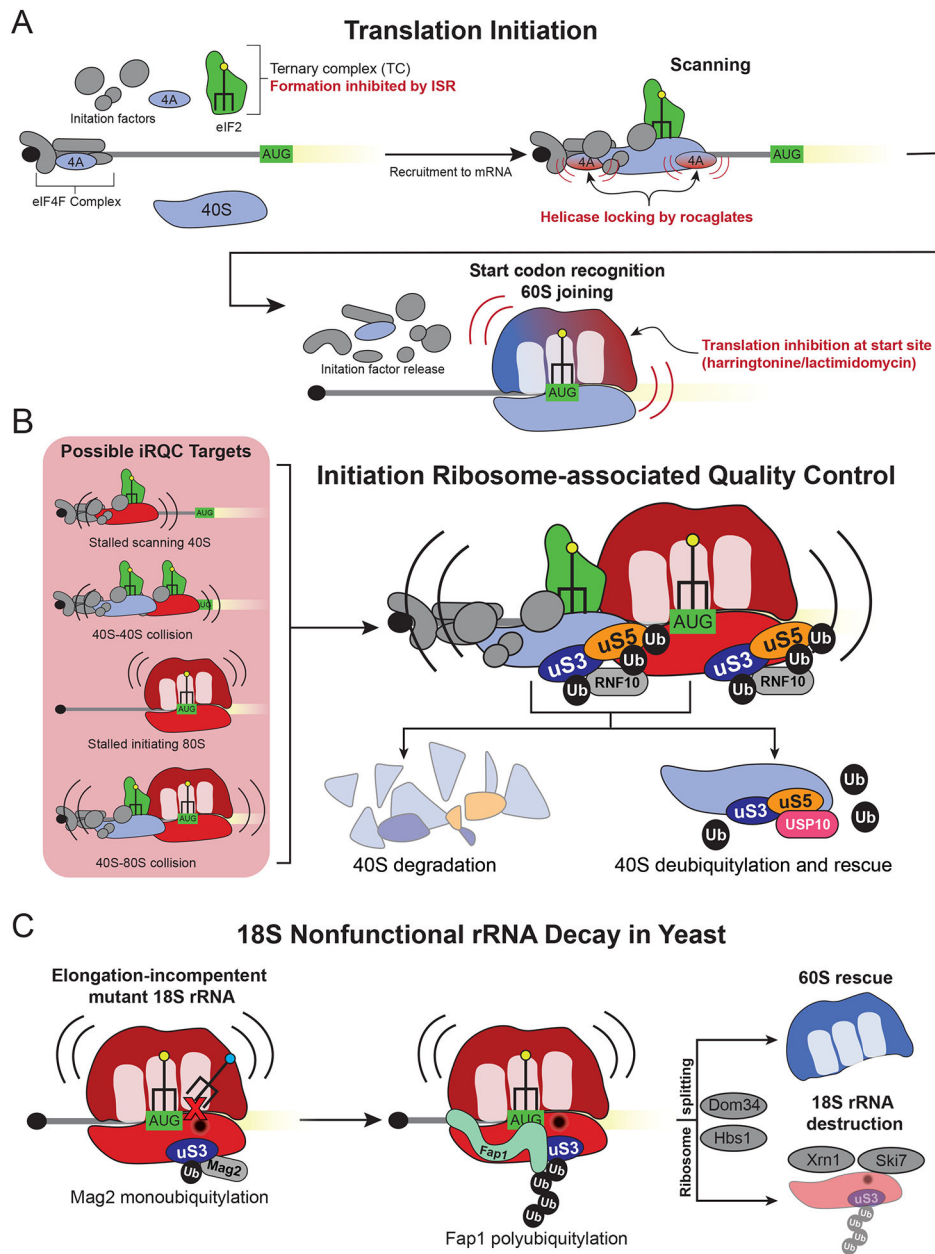 A
Translation Initiation
Ternary complex (TC)
Formation inhibited by ISR
4A
Initation factors
eIF2
4A
AUG
eIF4F Complex
40S
Recruitment to mRNA
Scanning
4A
4A
AUG
Helicase locking by rocaglates
Start codon recognition
60S joining
Initation factor release
AUG
Translation inhibition at start site
(harringtonine/lactimidomycin)
B
Possible iRQC Targets
AUG
Stalled scanning 40S
AUG
40S-40S collision
AUG
Stalled initiating 80S
AUG
40S-80S collision
Initiation Ribosome-associated Quality Control
AUG
uS3
uS5
Ub
Ub
Ub
RNF10
uS3
uS5
Ub
Ub
Ub
RNF10
40S degradation
uS3
uS5
USP10
Ub
Ub
Ub
40S deubiquitylation and rescue
C
18S Nonfunctional rRNA Decay in Yeast
Elongation-incompentent
mutant 18S rRNA
AUG
X
uS3
Ub
Mag2
Mag2 monoubiquitylation
AUG
Fap1
uS3
Ub
Ub
Ub
Ub
Ub
Fap1 polyubiquitylation
Ribosome splitting
Dom34
Hbs1
60S rescue
18S rRNA
destruction
Xrn1
Ski7
uS3
Ub
Ub
Ub
Ub
Ub